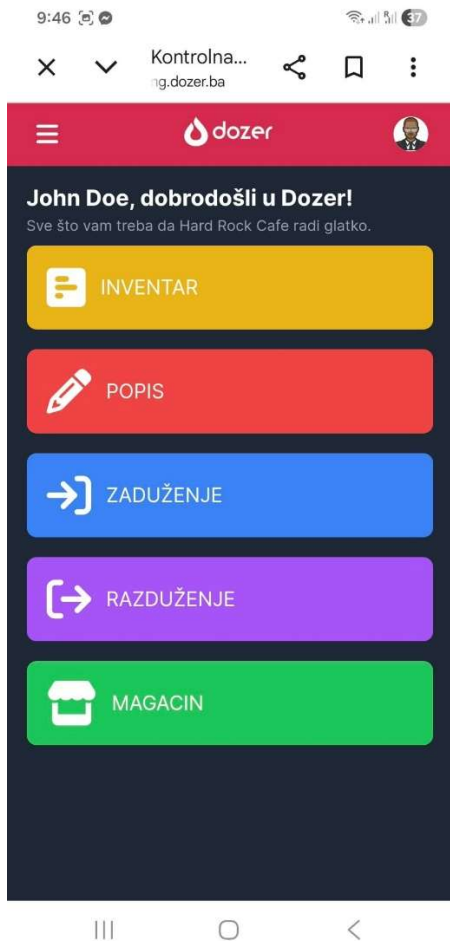 9:46
37
Kontrolna...
ng.dozer.ba
dozer
John Doe, dobrodošli u Dozer!
Sve što vam treba da Hard Rock Cafe radi glatko.
INVENTAR
POPIS
ZADUŽENJE
RAZDUŽENJE
MAGACIN